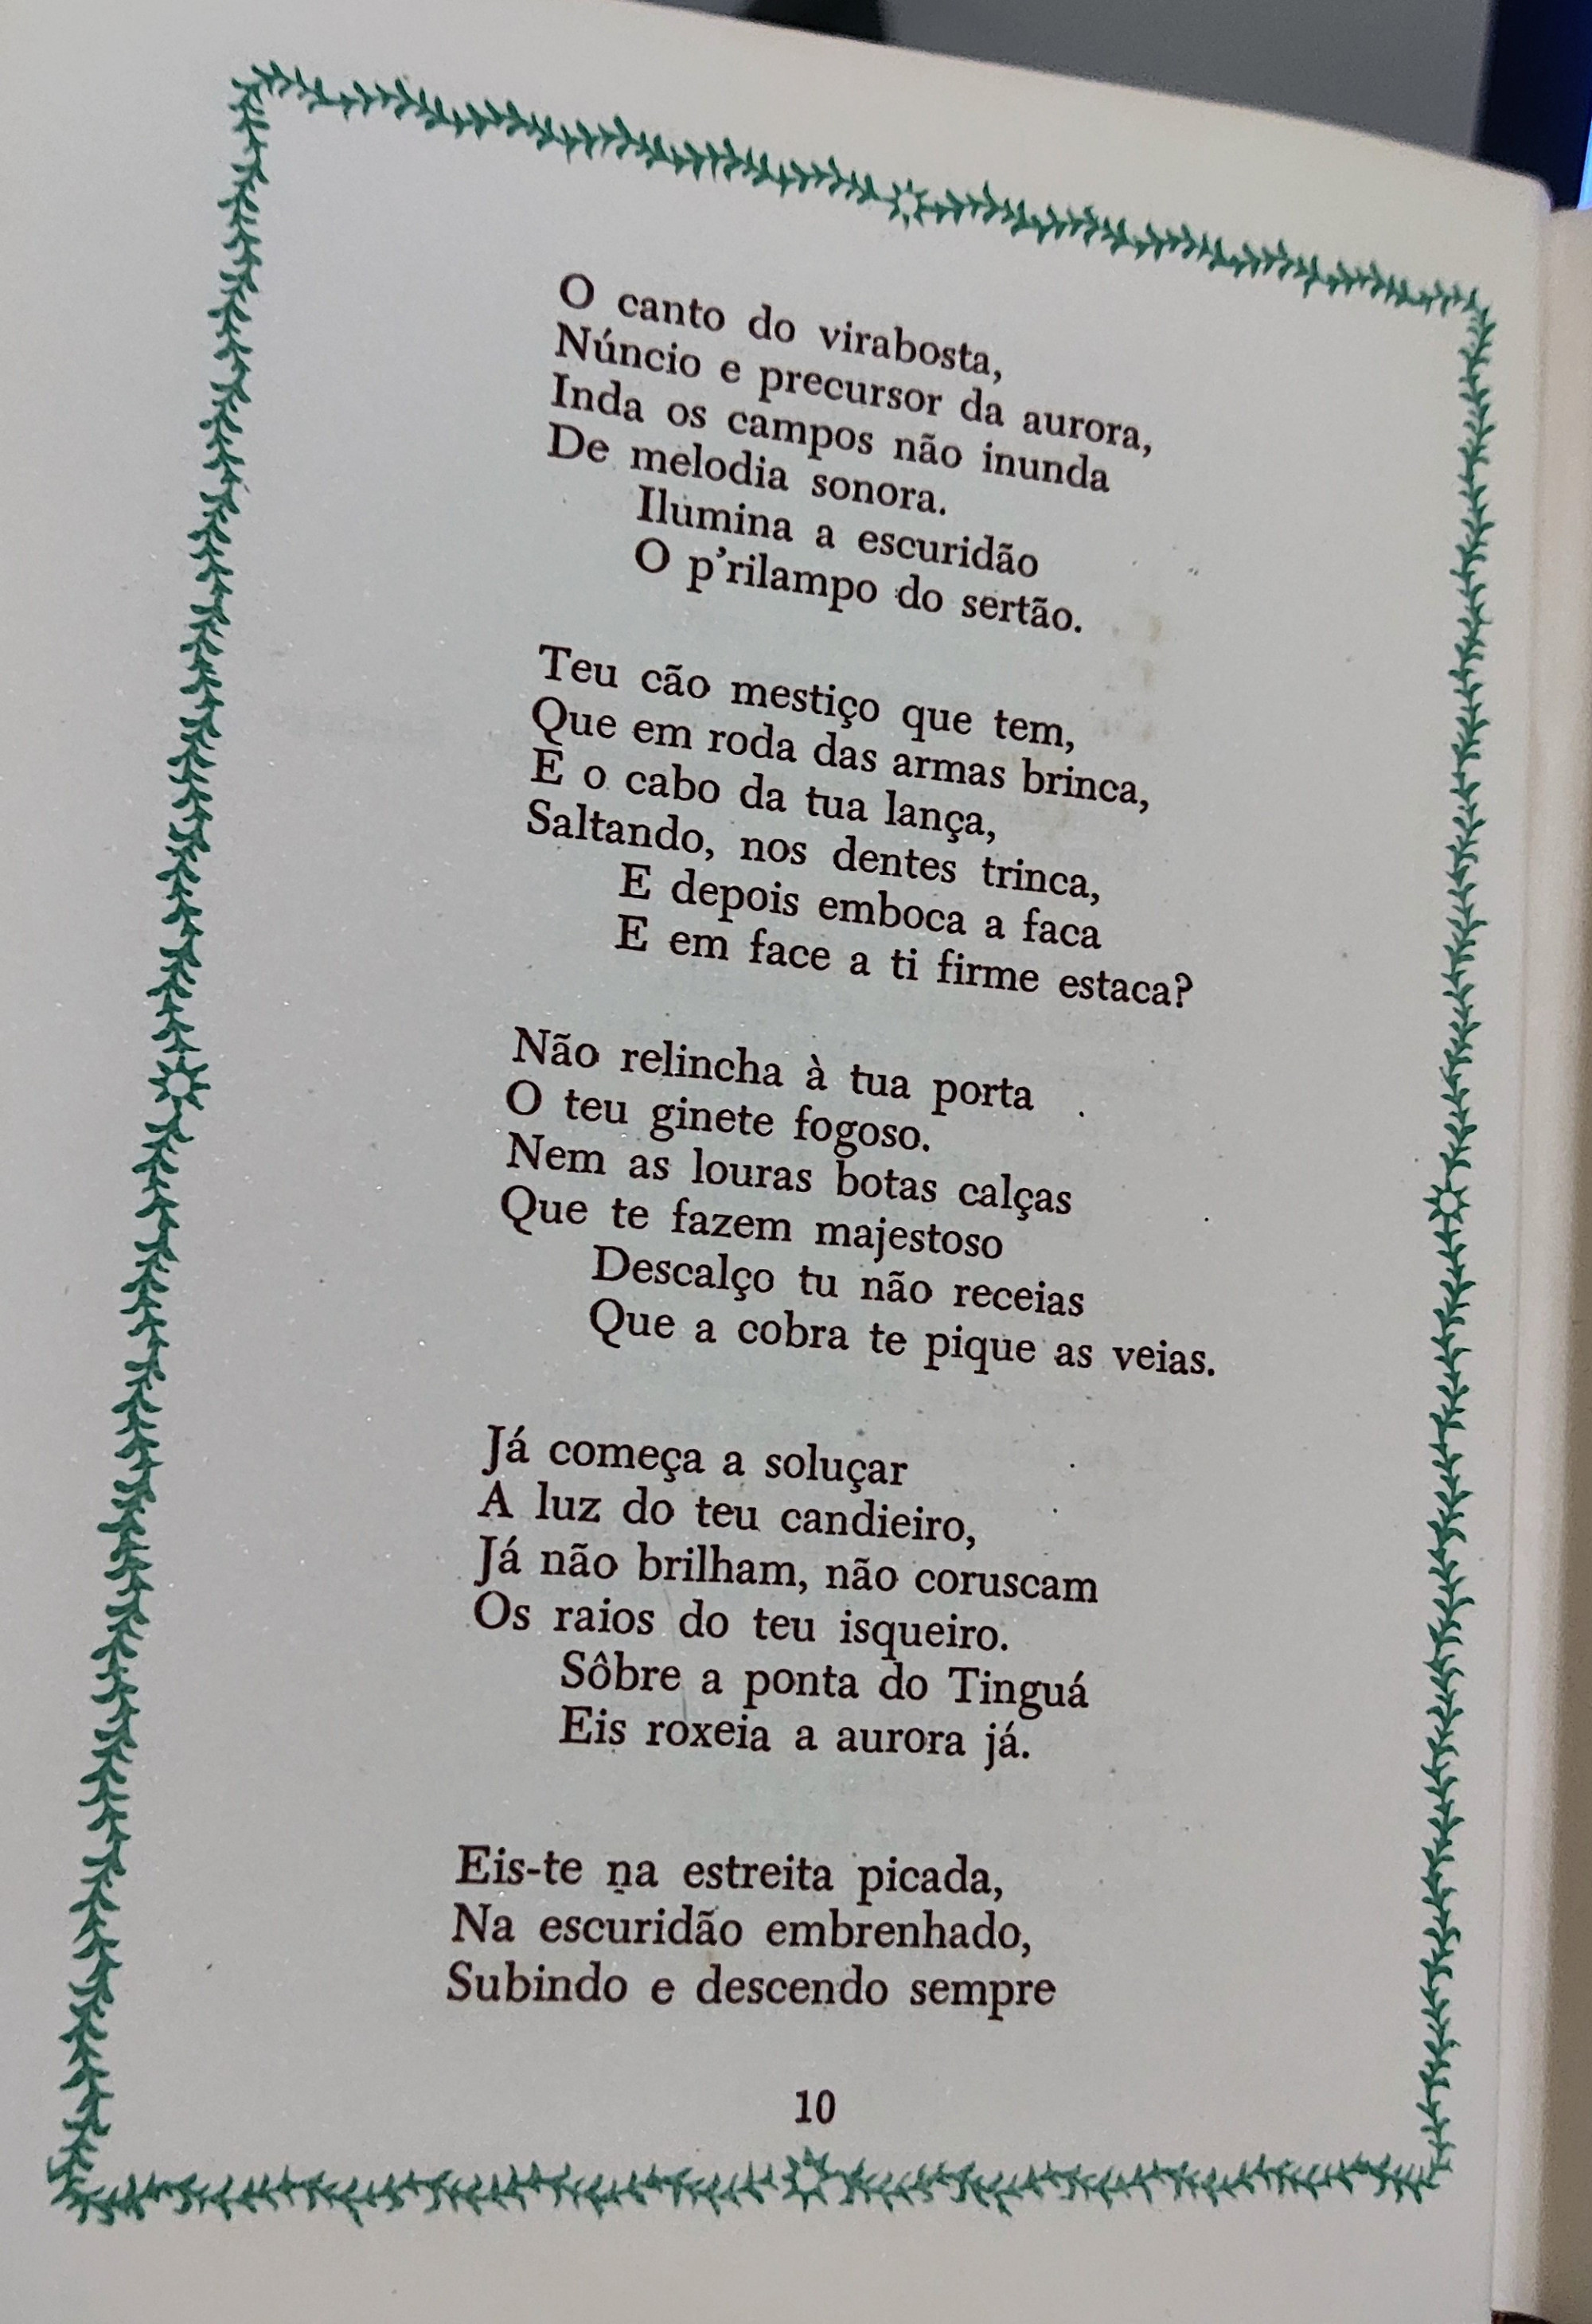 O canto do virabosta,
Núncio e precursor da aurora,
Inda os campos não inunda
De melodia sonora.
Ilumina a escuridão
O p'rilampo do sertão.
Teu cão mestiço que tem,
Que em roda das armas brinca,
E o cabo da tua lança,
Saltando, nos dentes trinca,
E depois emboca a faca
E em face a ti firme estaca?
Não relincha à tua porta
O teu ginete fogoso.
Nem as louras botas calças
Que te fazem majestoso
Descalço tu não receias
Que a cobra te pique as veias.
Já começa a soluçar
A luz do teu candieiro,
Já não brilham, não coruscam
Os raios do teu isqueiro.
Sôbre a ponta do Tinguá
Eis roxeia a aurora já.
Eis-te na estreita picada,
Na escuridão embrenhado,
Subindo e descendo sempre
10